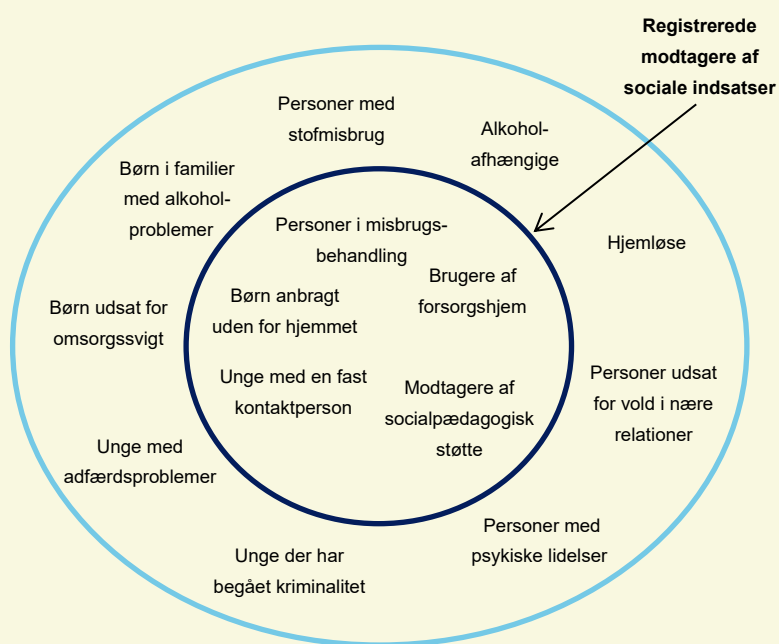 Registrerede
modtagere af
sociale indsatser
Personer med
stofmisbrug
Alkohol-
afhængige
Børn i familier
med alkohol-
problemer
Hjemløse
Personer i misbrugs-
behandling
Brugere af
forsorgshjem
Børn anbragt
uden for hjemmet
Børn udsat for
omsorgssvigt
Unge med en fast
kontaktperson
Modtagere af
socialpædagogisk
støtte
Personer udsat
for vold i nære
relationer
Unge med
adfærdsproblemer
Personer med
psykiske lidelser
Unge der har
begået kriminalitet